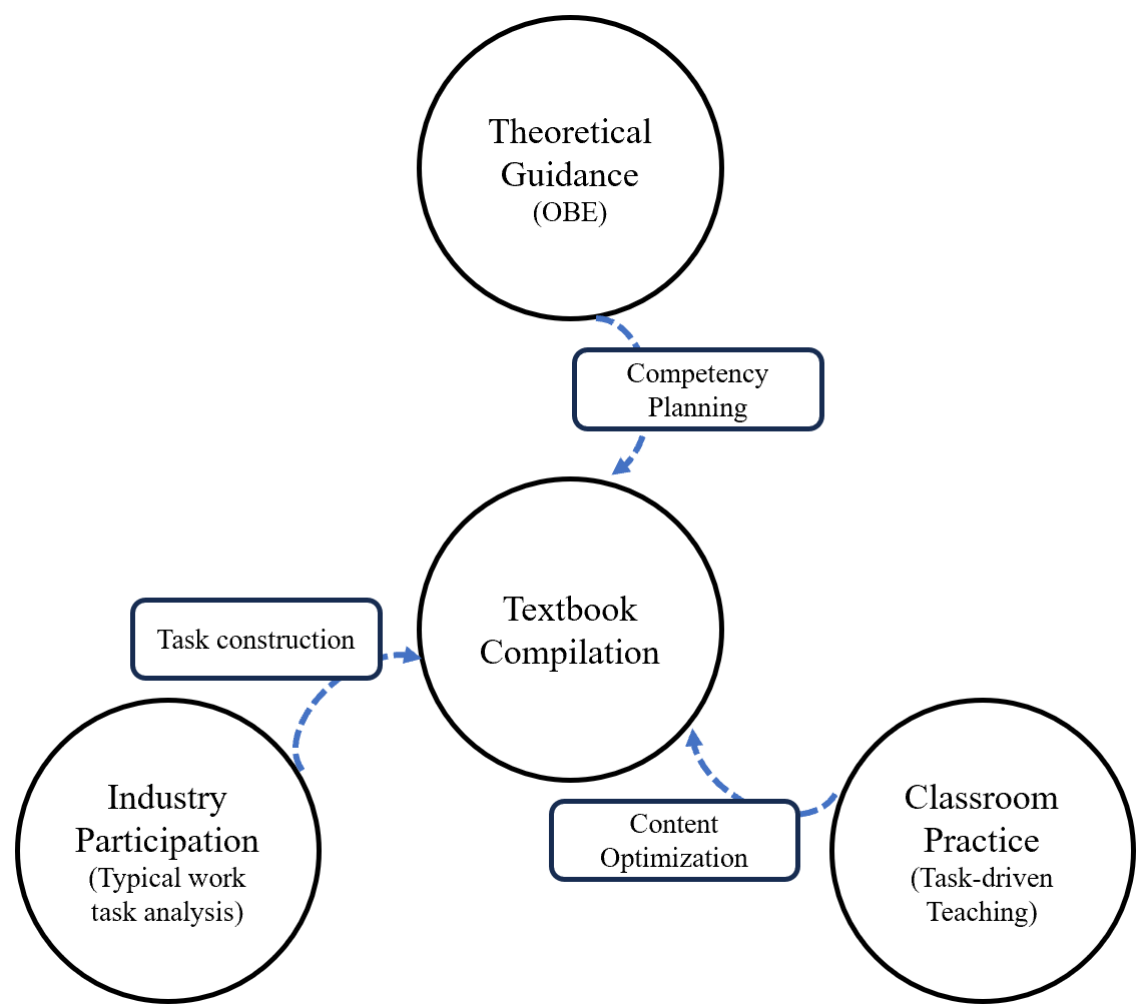 Theoretical
Guidance
(OBE)
Competency
Planning
Textbook
Compilation
Task construction
Industry
Participation
(Typical work
task analysis)
Content
Optimization
Classroom
Practice
(Task-driven
Teaching)